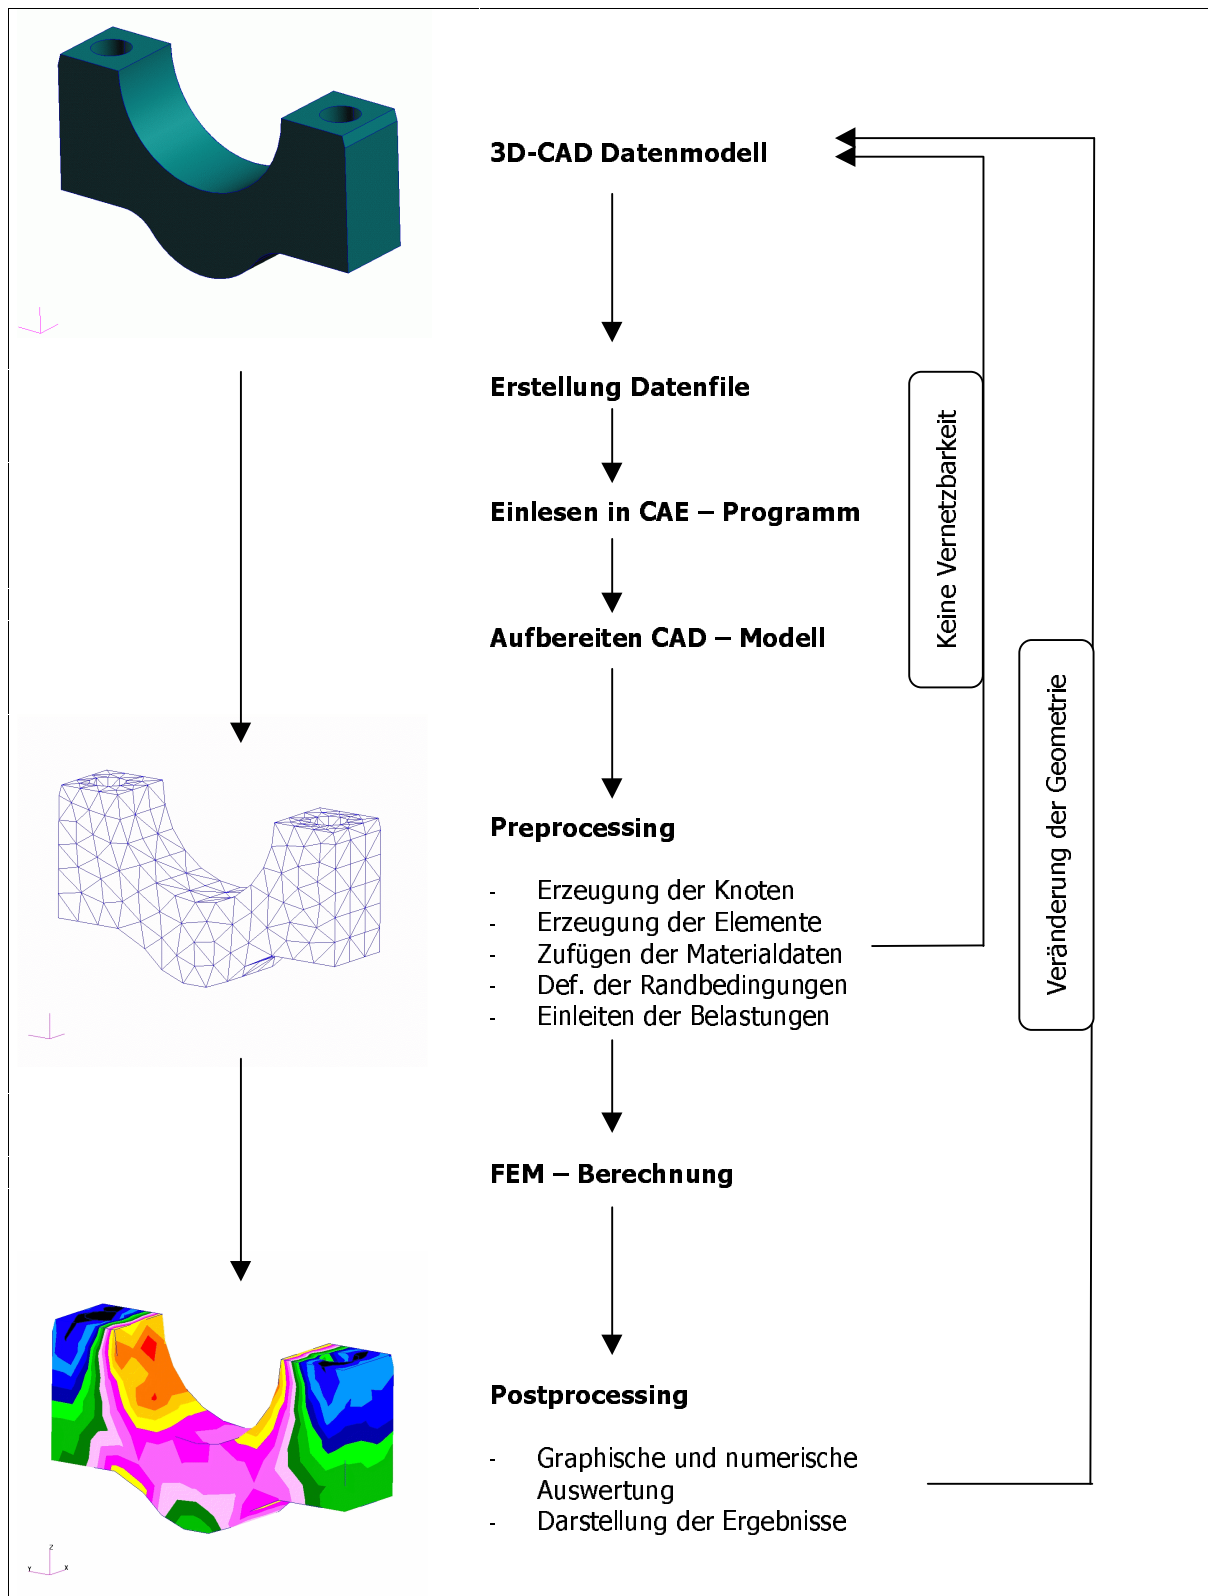 3D-CAD Datenmodell
Erstellung Datenfile
Einlesen in CAE – Programm
Aufbereiten CAD – Modell
Preprocessing
- Erzeugung der Knoten
- Erzeugung der Elemente
- Zufügen der Materialdaten
- Def. der Randbedingungen
- Einleiten der Belastungen
FEM – Berechnung
Postprocessing
- Graphische und numerische
Auswertung
- Darstellung der Ergebnisse
Keine Vernetzbarkeit
Veränderung der Geometrie
Z
Y
X